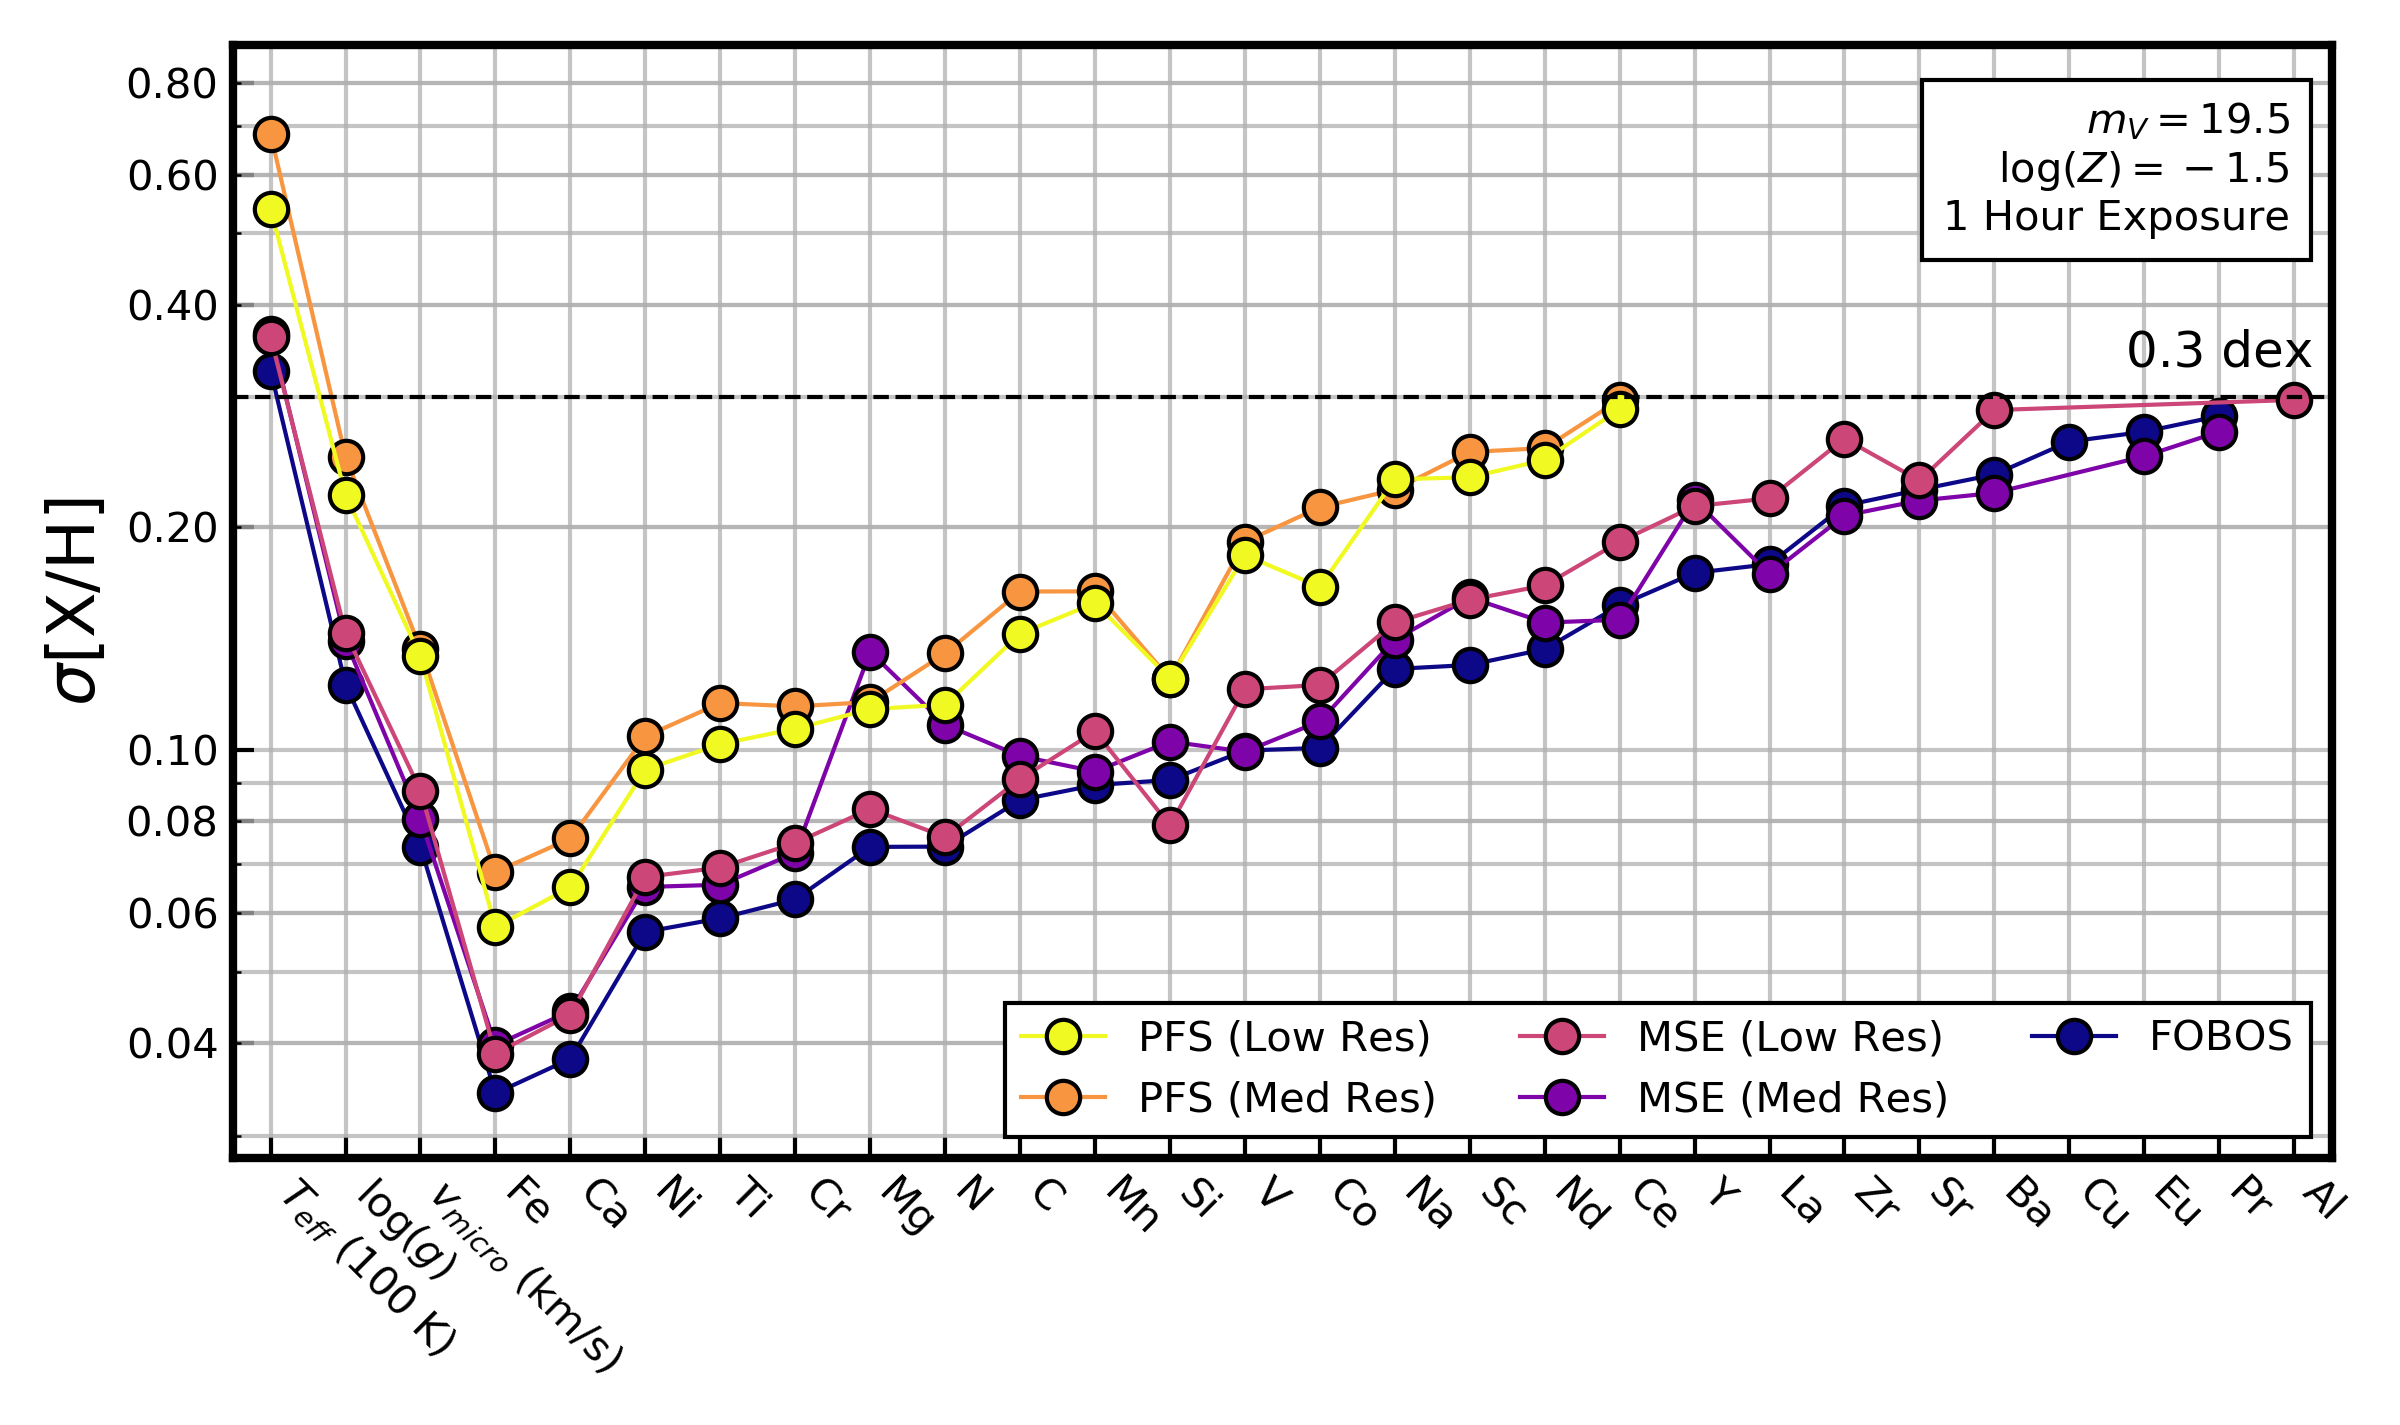 0.80
0.60
0.40
0.20
0.10
0.08
0.06
0.04
σ[X/H]
m_V = 19.5
log(Z) = −1.5
1 Hour Exposure
0.3 dex
PFS (Low Res)
PFS (Med Res)
MSE (Low Res)
MSE (Med Res)
FOBOS
T_eff (100 K)
log(g)
v_micro (km/s)
Fe
Ca
Ni
Ti
Cr
Mg
N
C
Mn
Si
V
Co
Na
Sc
Nd
Ce
Y
La
Zr
Sr
Ba
Cu
Eu
Pr
Al